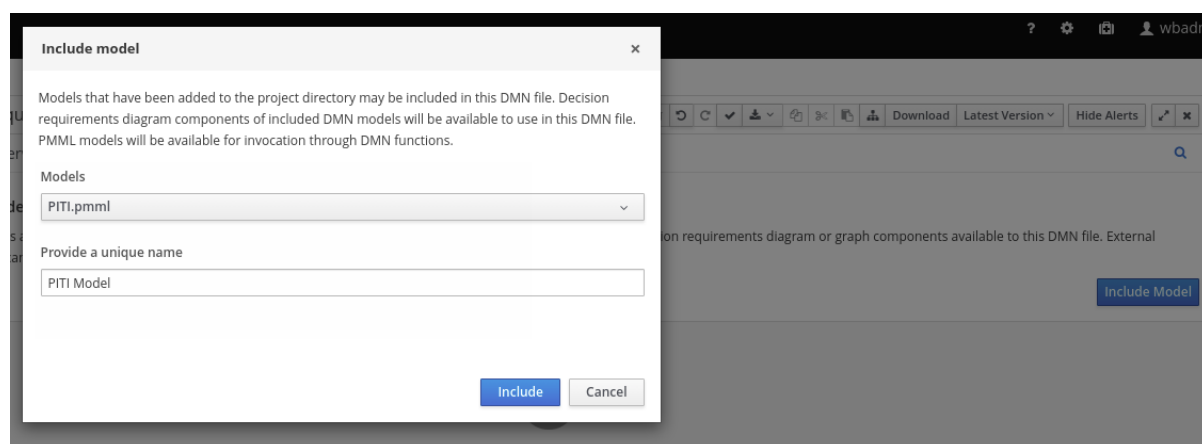 ? wbadr
Include model ×
Models that have been added to the project directory may be included in this DMN file. Decision
requirements diagram components of included DMN models will be available to use in this DMN file.
PMML models will be available for invocation through DMN functions.
Download Latest Version Hide Alerts
Models
PITI.pmml
ion requirements diagram or graph components available to this DMN file. External
Provide a unique name
PITI Model
Include Model
Include Cancel